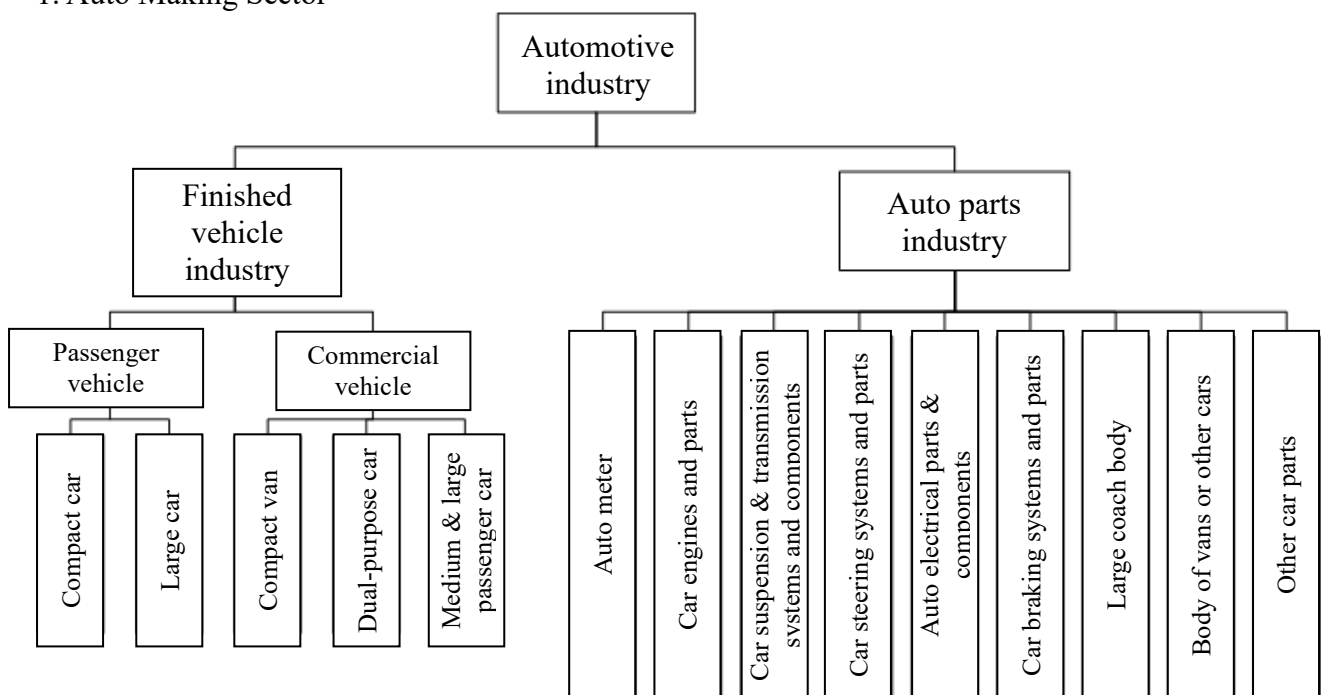 1. Auto Making Sector
Automotive
industry
Finished
vehicle
industry
Auto parts
industry
Passenger
vehicle
Commercial
vehicle
Compact car
Large car
Compact van
Dual-purpose car
Medium & large
passenger car
Auto meter
Car engines and parts
Car suspension & transmission
systems and components
Car steering systems and parts
Auto electrical parts &
components
Car braking systems and parts
Large coach body
Body of vans or other cars
Other car parts